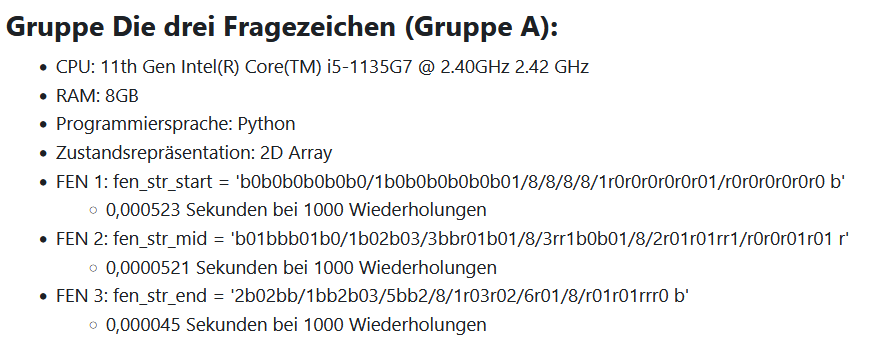 Gruppe Die drei Fragezeichen (Gruppe A):
CPU: 11th Gen Intel(R) Core(TM) i5-1135G7 @ 2.40GHz 2.42 GHz
RAM: 8GB
Programmiersprache: Python
Zustandsrepräsentation: 2D Array
FEN 1: fen_str_start = 'b0b0b0b0b0b0/1b0b0b0b0b0b01/8/8/8/8/1r0r0r0r0r0r01/r0r0r0r0r0r0 b'
0,000523 Sekunden bei 1000 Wiederholungen
FEN 2: fen_str_mid = 'b01bbb01b0/1b02b03/3bbr01b01/8/3rr1b0b01/8/2r01r01rr1/r0r0r01r01 r'
0,0000521 Sekunden bei 1000 Wiederholungen
FEN 3: fen_str_end = '2b02bb/1bb2b03/5bb2/8/1r03r02/6r01/8/r01r01rrr0 b'
0,000045 Sekunden bei 1000 Wiederholungen